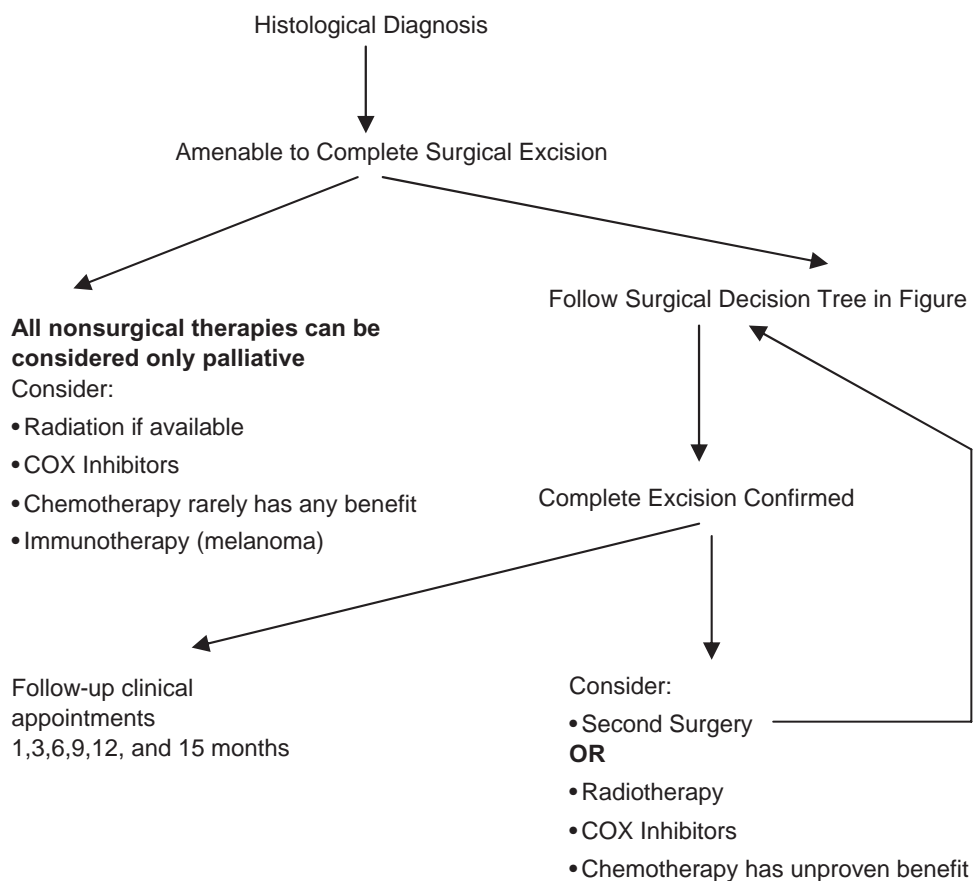 Histological Diagnosis
Amenable to Complete Surgical Excision
All nonsurgical therapies can be
considered only palliative
Consider:
•Radiation if available
•COX Inhibitors
•Chemotherapy rarely has any benefit
•Immunotherapy (melanoma)
Follow Surgical Decision Tree in Figure
Complete Excision Confirmed
Follow-up clinical
appointments
1,3,6,9,12, and 15 months
Consider:
•Second Surgery
OR
•Radiotherapy
•COX Inhibitors
•Chemotherapy has unproven benefit